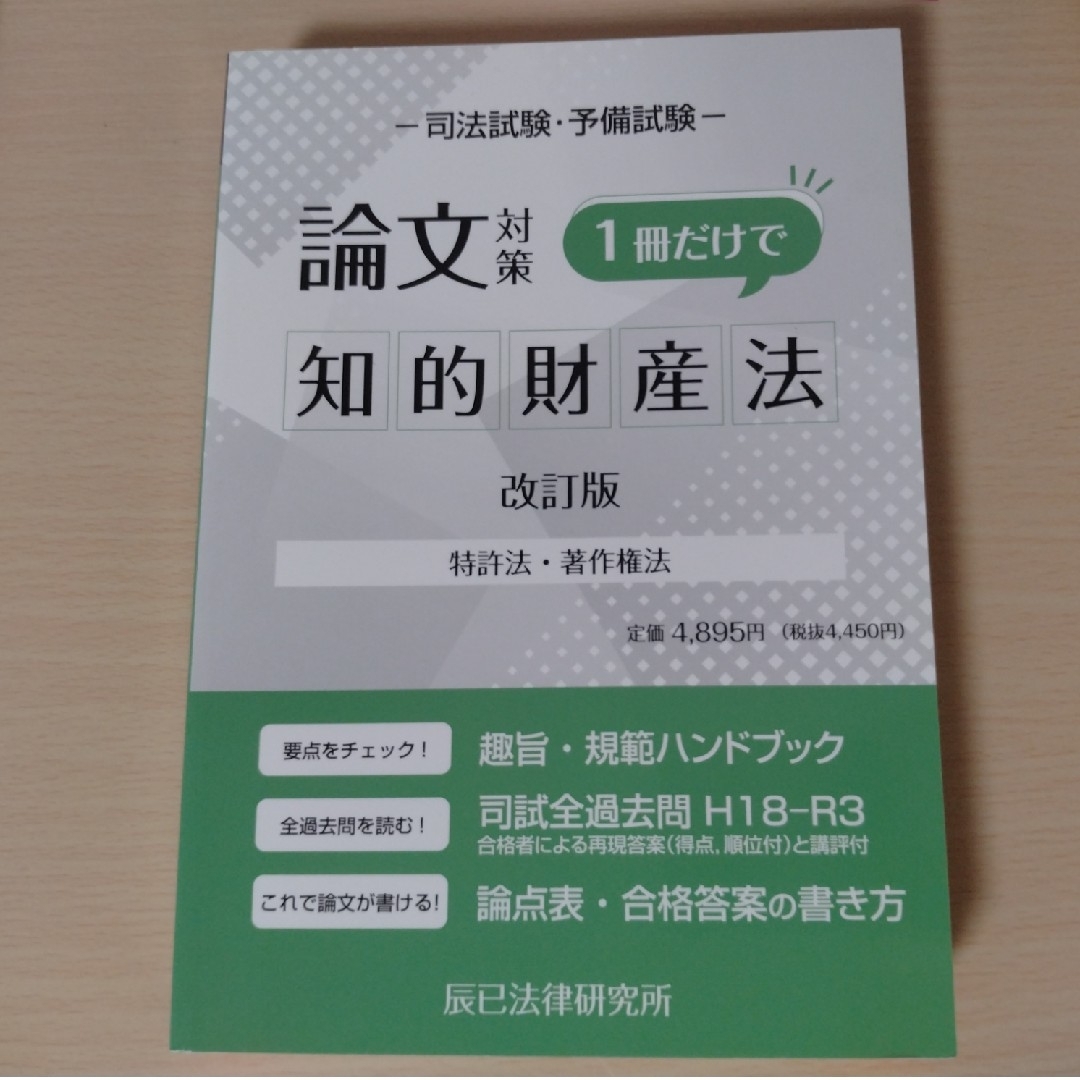 －司法試験・予備試験－
論文対策 1冊だけで
知的財産法
改訂版
特許法・著作権法
定価 4,895円 (税抜4,450円)
要点をチェック! 趣旨・規範ハンドブック
全過去問を読む! 司試全過去問 H18-R3
合格者による再現答案(得点,順位付)と講評付
これで論文が書ける! 論点表・合格答案の書き方
辰已法律研究所